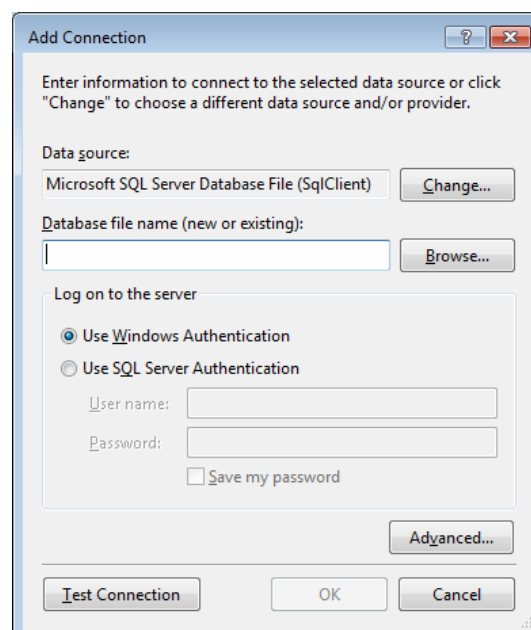 Add Connection
?
Enter information to connect to the selected data source or click
"Change" to choose a different data source and/or provider.
Data source:
Microsoft SQL Server Database File (SqlClient)
Change...
Database file name (new or existing):
Browse...
Log on to the server
Use Windows Authentication
Use SQL Server Authentication
User name:
Password:
Save my password
Advanced...
Test Connection
OK
Cancel